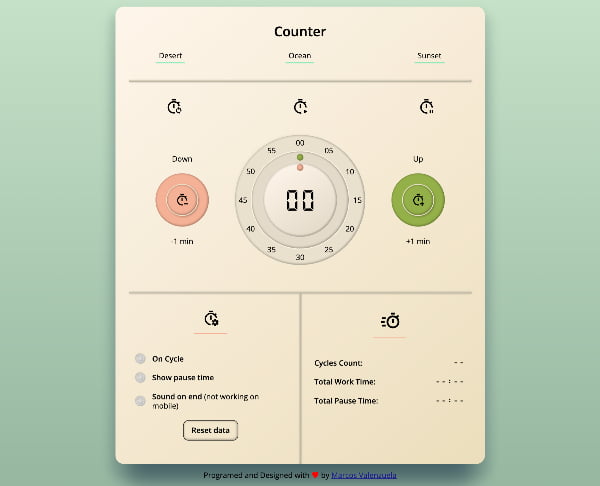 Counter
Desert Ocean Sunset
Down Up
00
05
10
15
20
25
30
35
40
45
50
55
00
-1 min +1 min
On Cycle
Show pause time
Sound on end (not working on
mobile)
Reset data
Cycles Count: --
Total Work Time: --:--
Total Pause Time: --:--
Programed and Designed with ❤ by Marcos Valenzuela